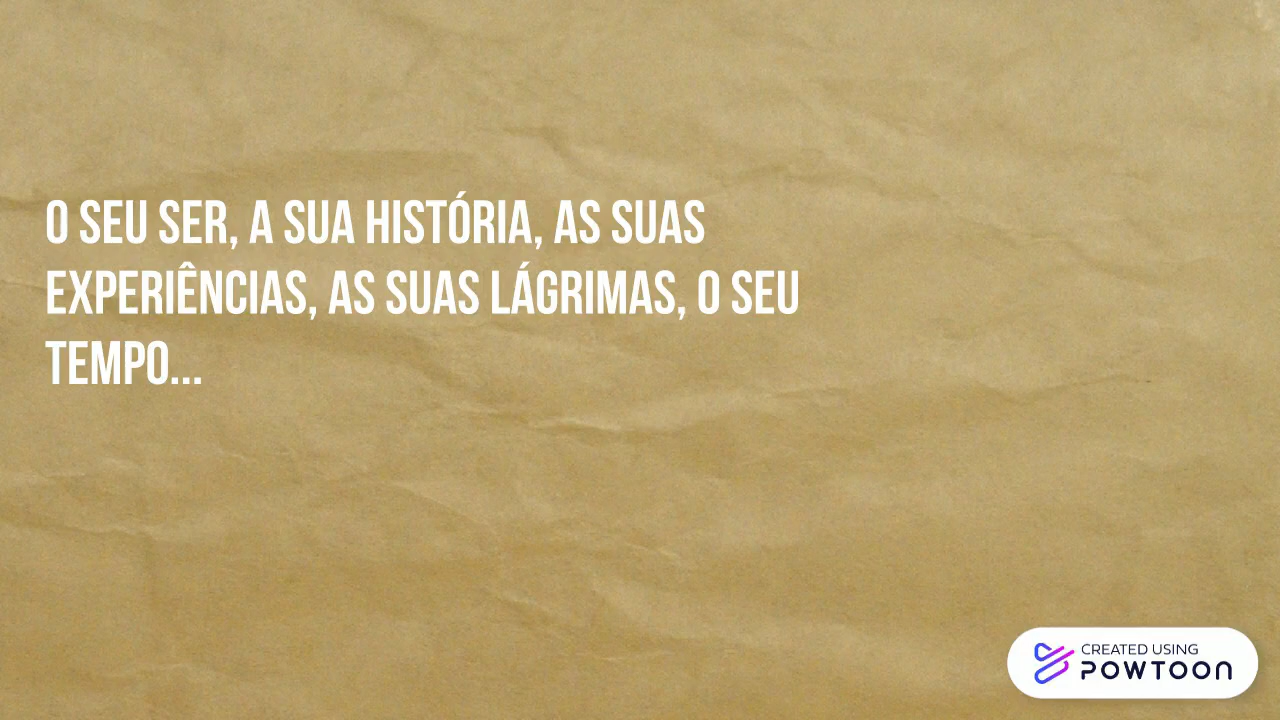 O SEU SER, A SUA HISTÓRIA, AS SUAS
EXPERIÊNCIAS, AS SUAS LÁGRIMAS, O SEU
TEMPO...
CREATED USING
POWTOON